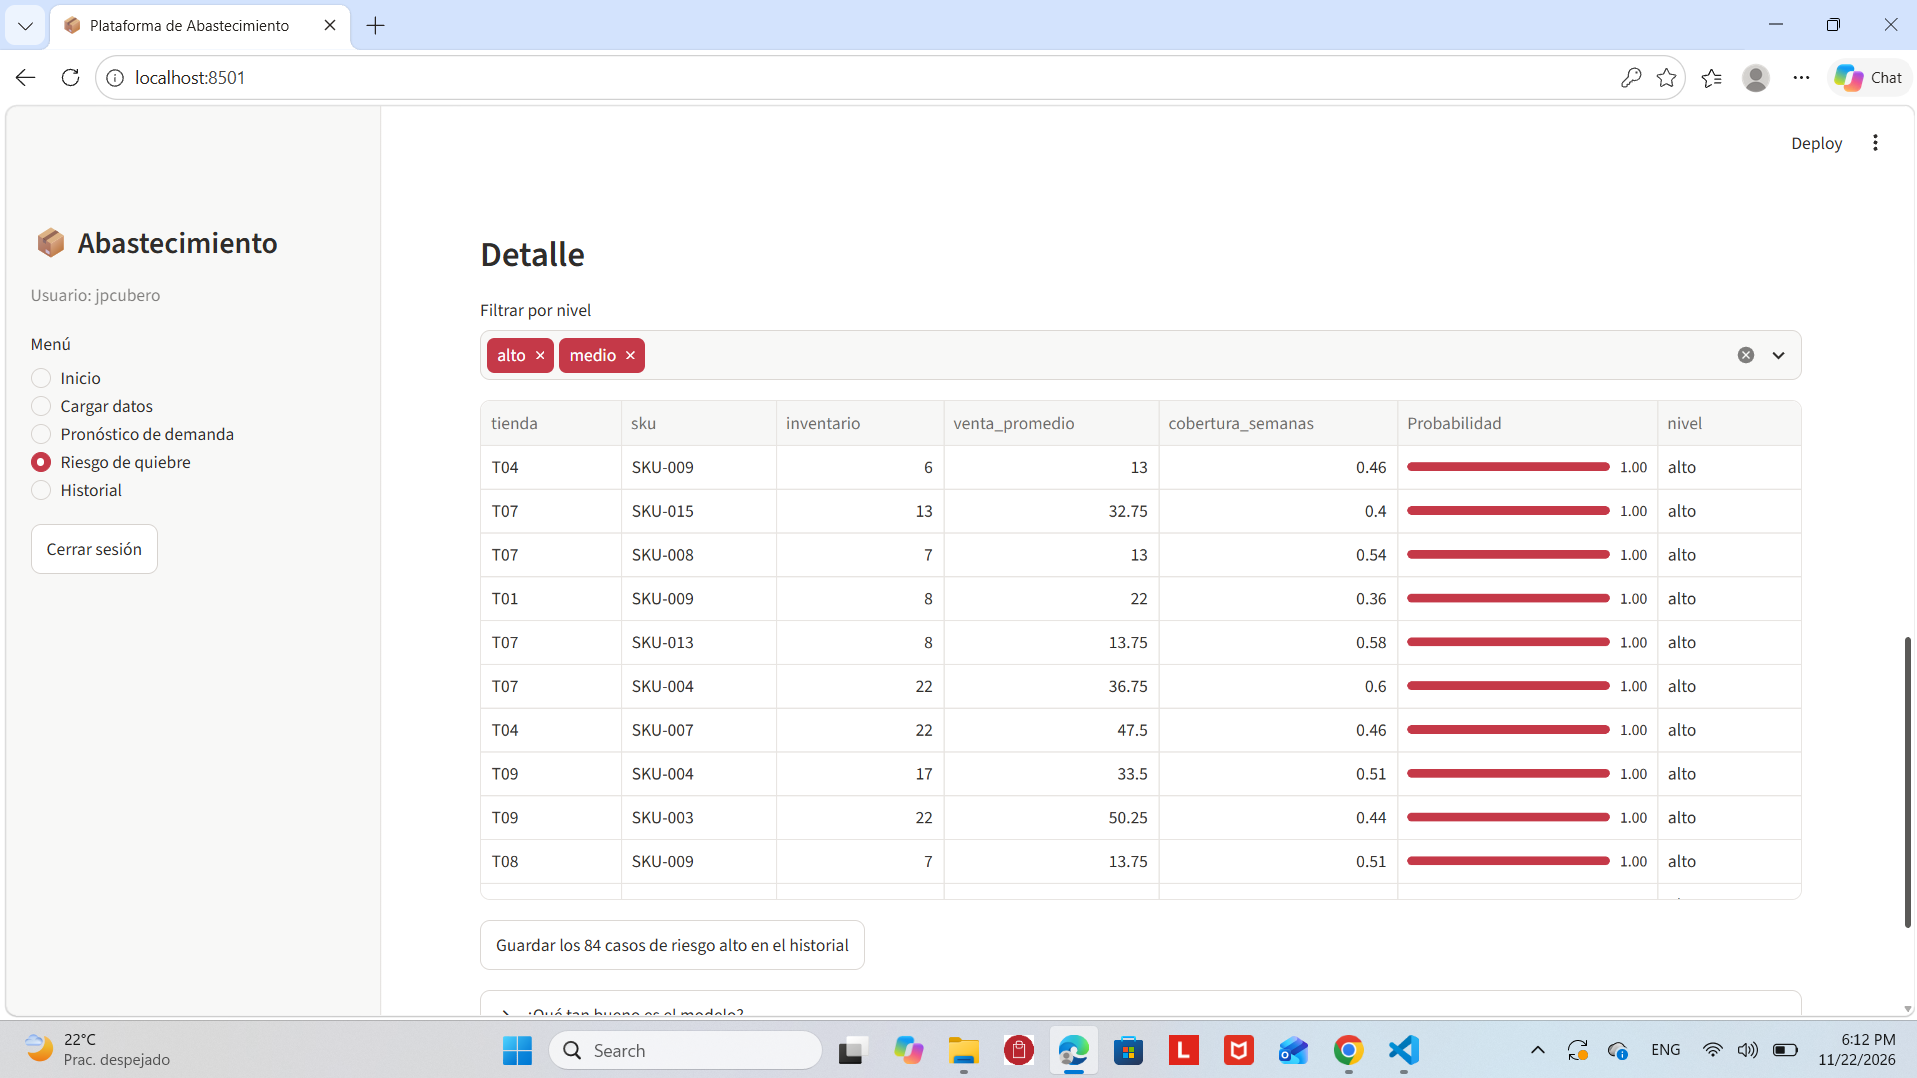 Plataforma de Abastecimiento
localhost:8501
Chat
Deploy
Abastecimiento
Usuario: jpcubero
Menú
Inicio
Cargar datos
Pronóstico de demanda
Riesgo de quiebre
Historial
Cerrar sesión
Detalle
Filtrar por nivel
alto medio
tienda sku inventario venta_promedio cobertura_semanas Probabilidad nivel
T04 SKU-009 6 13 0.46 1.00 alto
T07 SKU-015 13 32.75 0.4 1.00 alto
T07 SKU-008 7 13 0.54 1.00 alto
T01 SKU-009 8 22 0.36 1.00 alto
T07 SKU-013 8 13.75 0.58 1.00 alto
T07 SKU-004 22 36.75 0.6 1.00 alto
T04 SKU-007 22 47.5 0.46 1.00 alto
T09 SKU-004 17 33.5 0.51 1.00 alto
T09 SKU-003 22 50.25 0.44 1.00 alto
T08 SKU-009 7 13.75 0.51 1.00 alto
Guardar los 84 casos de riesgo alto en el historial
¿Qué tan bueno es el modelo?
22°C
Prac. despejado
Search
L
ENG
6:12 PM
11/22/2026